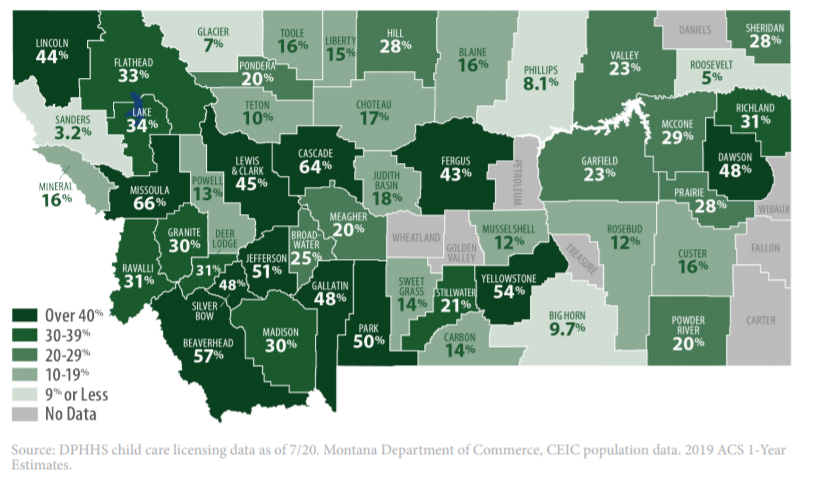 LINCOLN
44%
FLATHEAD
33%
GLACIER
7%
TOOLE
16%
LIBERTY
15%
HILL
28%
BLAINE
16%
PHILLIPS
8.1%
VALLEY
23%
DANIELS
SHERIDAN
28%
ROOSEVELT
5%
PONDERA
20%
SANDERS
3.2%
LAKE
34%
TETON
10%
CHOTEAU
17%
MCCONE
29%
RICHLAND
31%
MINERAL
16%
MISSOULA
66%
POWELL
13%
LEWIS
& CLARK
45%
CASCADE
64%
JUDITH
BASIN
18%
FERGUS
43%
PETROLEUM
GARFIELD
23%
DAWSON
48%
PRAIRIE
28%
WIBAUX
GRANITE
30%
DEER
LODGE
31%
MEAGHER
20%
BROAD-
WATER
25%
WHEATLAND
GOLDEN
VALLEY
MUSSELSHELL
12%
TREASURE
ROSEBUD
12%
CUSTER
16%
FALLON
RAVALLI
31%
48%
SILVER
BOW
JEFFERSON
51%
GALLATIN
48%
PARK
50%
SWEET
GRASS
14%
STILLWATER
21%
YELLOWSTONE
54%
BIG HORN
9.7%
POWDER
RIVER
20%
CARTER
BEAVERHEAD
57%
MADISON
30%
CARBON
14%
Over 40%
30-39%
20-29%
10-19%
9% or Less
No Data
Source: DPHHS child care licensing data as of 7/20. Montana Department of Commerce, CEIC population data. 2019 ACS 1-Year
Estimates.